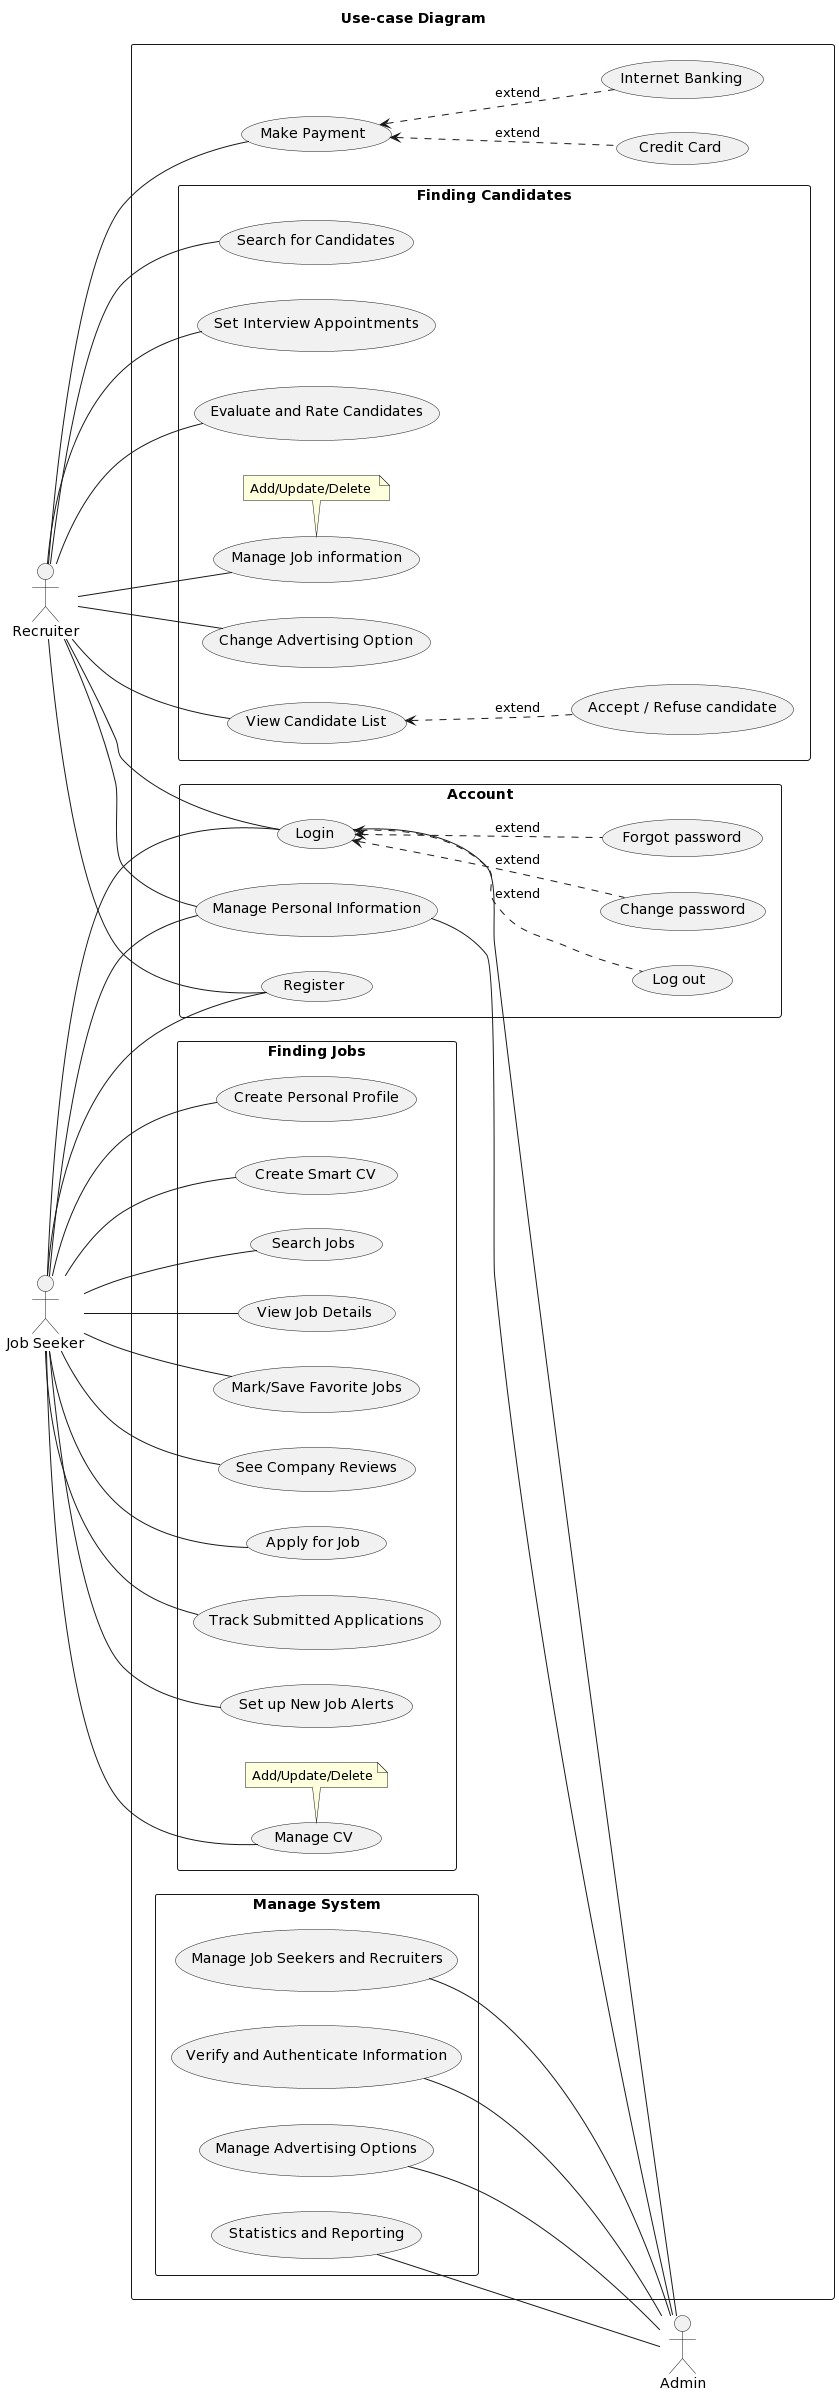 Use-case Diagram
Internet Banking
extend
Make Payment
extend
Credit Card
Finding Candidates
Search for Candidates
Set Interview Appointments
Evaluate and Rate Candidates
Add/Update/Delete
Manage Job information
Recruiter
Change Advertising Option
View Candidate List
extend
Accept / Refuse candidate
Account
Login
extend
Forgot password
extend
Change password
extend
Manage Personal Information
Log out
Register
Finding Jobs
Create Personal Profile
Create Smart CV
Search Jobs
View Job Details
Job Seeker
Mark/Save Favorite Jobs
See Company Reviews
Apply for Job
Track Submitted Applications
Set up New Job Alerts
Add/Update/Delete
Manage CV
Manage System
Manage Job Seekers and Recruiters
Verify and Authenticate Information
Manage Advertising Options
Statistics and Reporting
Admin